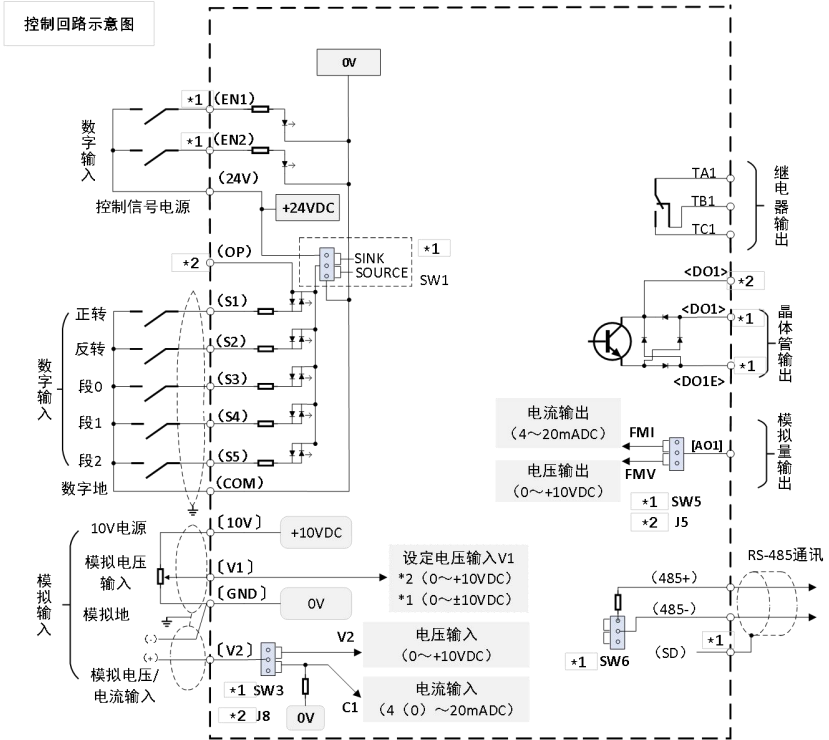 控制回路示意图
0V
*1 (EN1)
*1 (EN2)
数字输入
(24V)
控制信号电源
+24VDC
TA1
TB1
TC1
继电器输出
(OP)
*2
SINK
SOURCE
*1
SW1
<DO1>
*2
正转
(S1)
<DO1>
*1
反转
(S2)
段0
(S3)
*1
<DO1E>
晶体管输出
段1
(S4)
段2
(S5)
数字输入
数字地
(COM)
电流输出
(4～20mADC)
FMI
[AO1]
电压输出
(0～+10VDC)
FMV
模拟量输出
*1 SW5
*2 J5
10V电源
〔10V〕
+10VDC
模拟电压
输入
〔V1〕
设定电压输入V1
*2（0～+10VDC）
*1（0～±10VDC）
模拟地
〔GND〕
0V
模拟输入
(-)
(+)
〔V2〕
V2
电压输入
（0～+10VDC）
模拟电压/
电流输入
*1 SW3
*2 J8
0V
C1
电流输入
（4（0）～20mADC）
RS-485通讯
(485+)
(485-)
*1
(SD)
*1 SW6